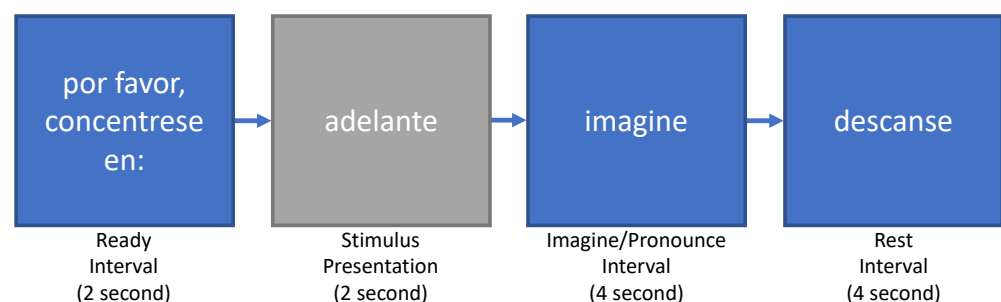 por favor,
concentrese
en:
adelante
imagine
descanse
Ready
Interval
(2 second)
Stimulus
Presentation
(2 second)
Imagine/Pronounce
Interval
(4 second)
Rest
Interval
(4 second)